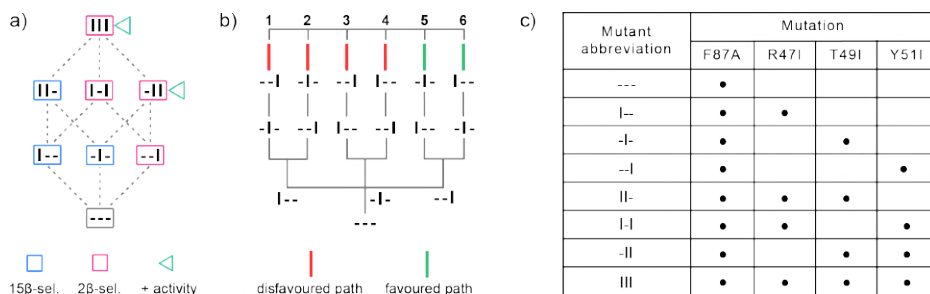 a)
III
II-
I-I
-II
I--
-I-
--I
---
15β-sel.
2β-sel.
+ activity
b)
1 2 3 4 5 6
--I -I- --I I-- -I- I--
-I- --I I-- --I I-- -I-
I-- -I- --I
---
disfavoured path
favoured path
c)
Mutant abbreviation
Mutation
F87A R47I T49I Y51I
---
I--
-I-
--I
II-
I-I
-II
III